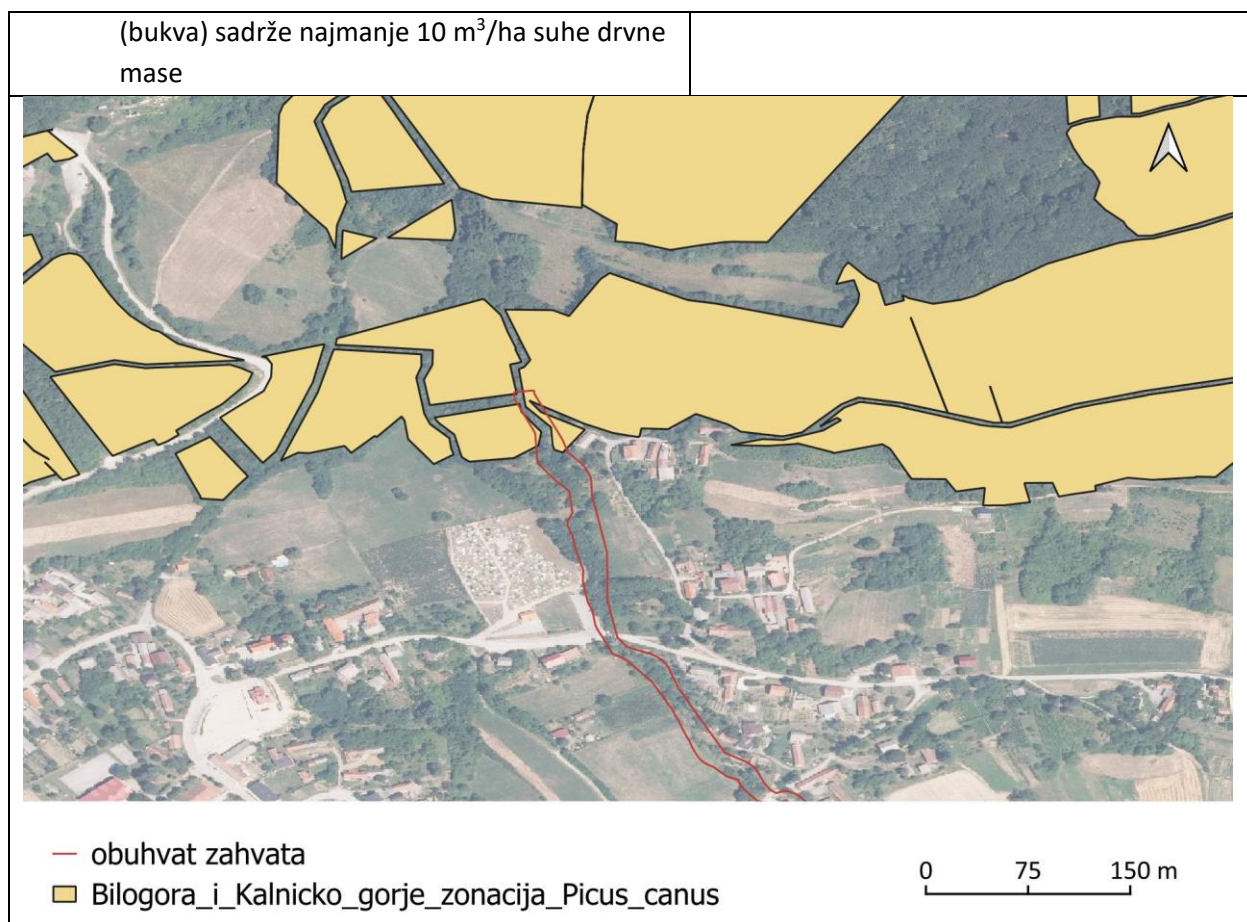 (bukva) sadrže najmanje 10 m³/ha suhe drvne
mase
obuhvat zahvata
Bilogora_i_Kalnicko_gorje_zonacija_Picus_canus
0 75 150 m